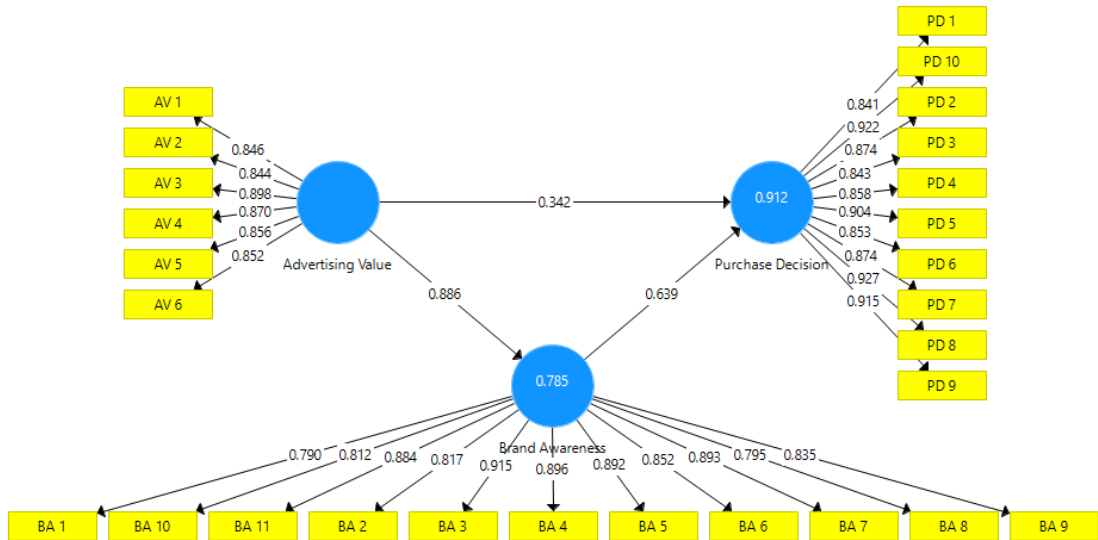 PD 1
PD 10
PD 2
PD 3
PD 4
PD 5
PD 6
PD 7
PD 8
PD 9
0.841
0.922
0.874
0.843
0.858
0.904
0.853
0.874
0.927
0.915
AV 1
AV 2
AV 3
AV 4
AV 5
AV 6
0.846
0.844
0.898
0.870
0.856
0.852
Advertising Value
0.342
0.912
Purchase Decision
0.886
0.639
0.785
Brand Awareness
0.790
0.812
0.884
0.817
0.915
0.896
0.892
0.852
0.893
0.795
0.835
BA 1
BA 10
BA 11
BA 2
BA 3
BA 4
BA 5
BA 6
BA 7
BA 8
BA 9